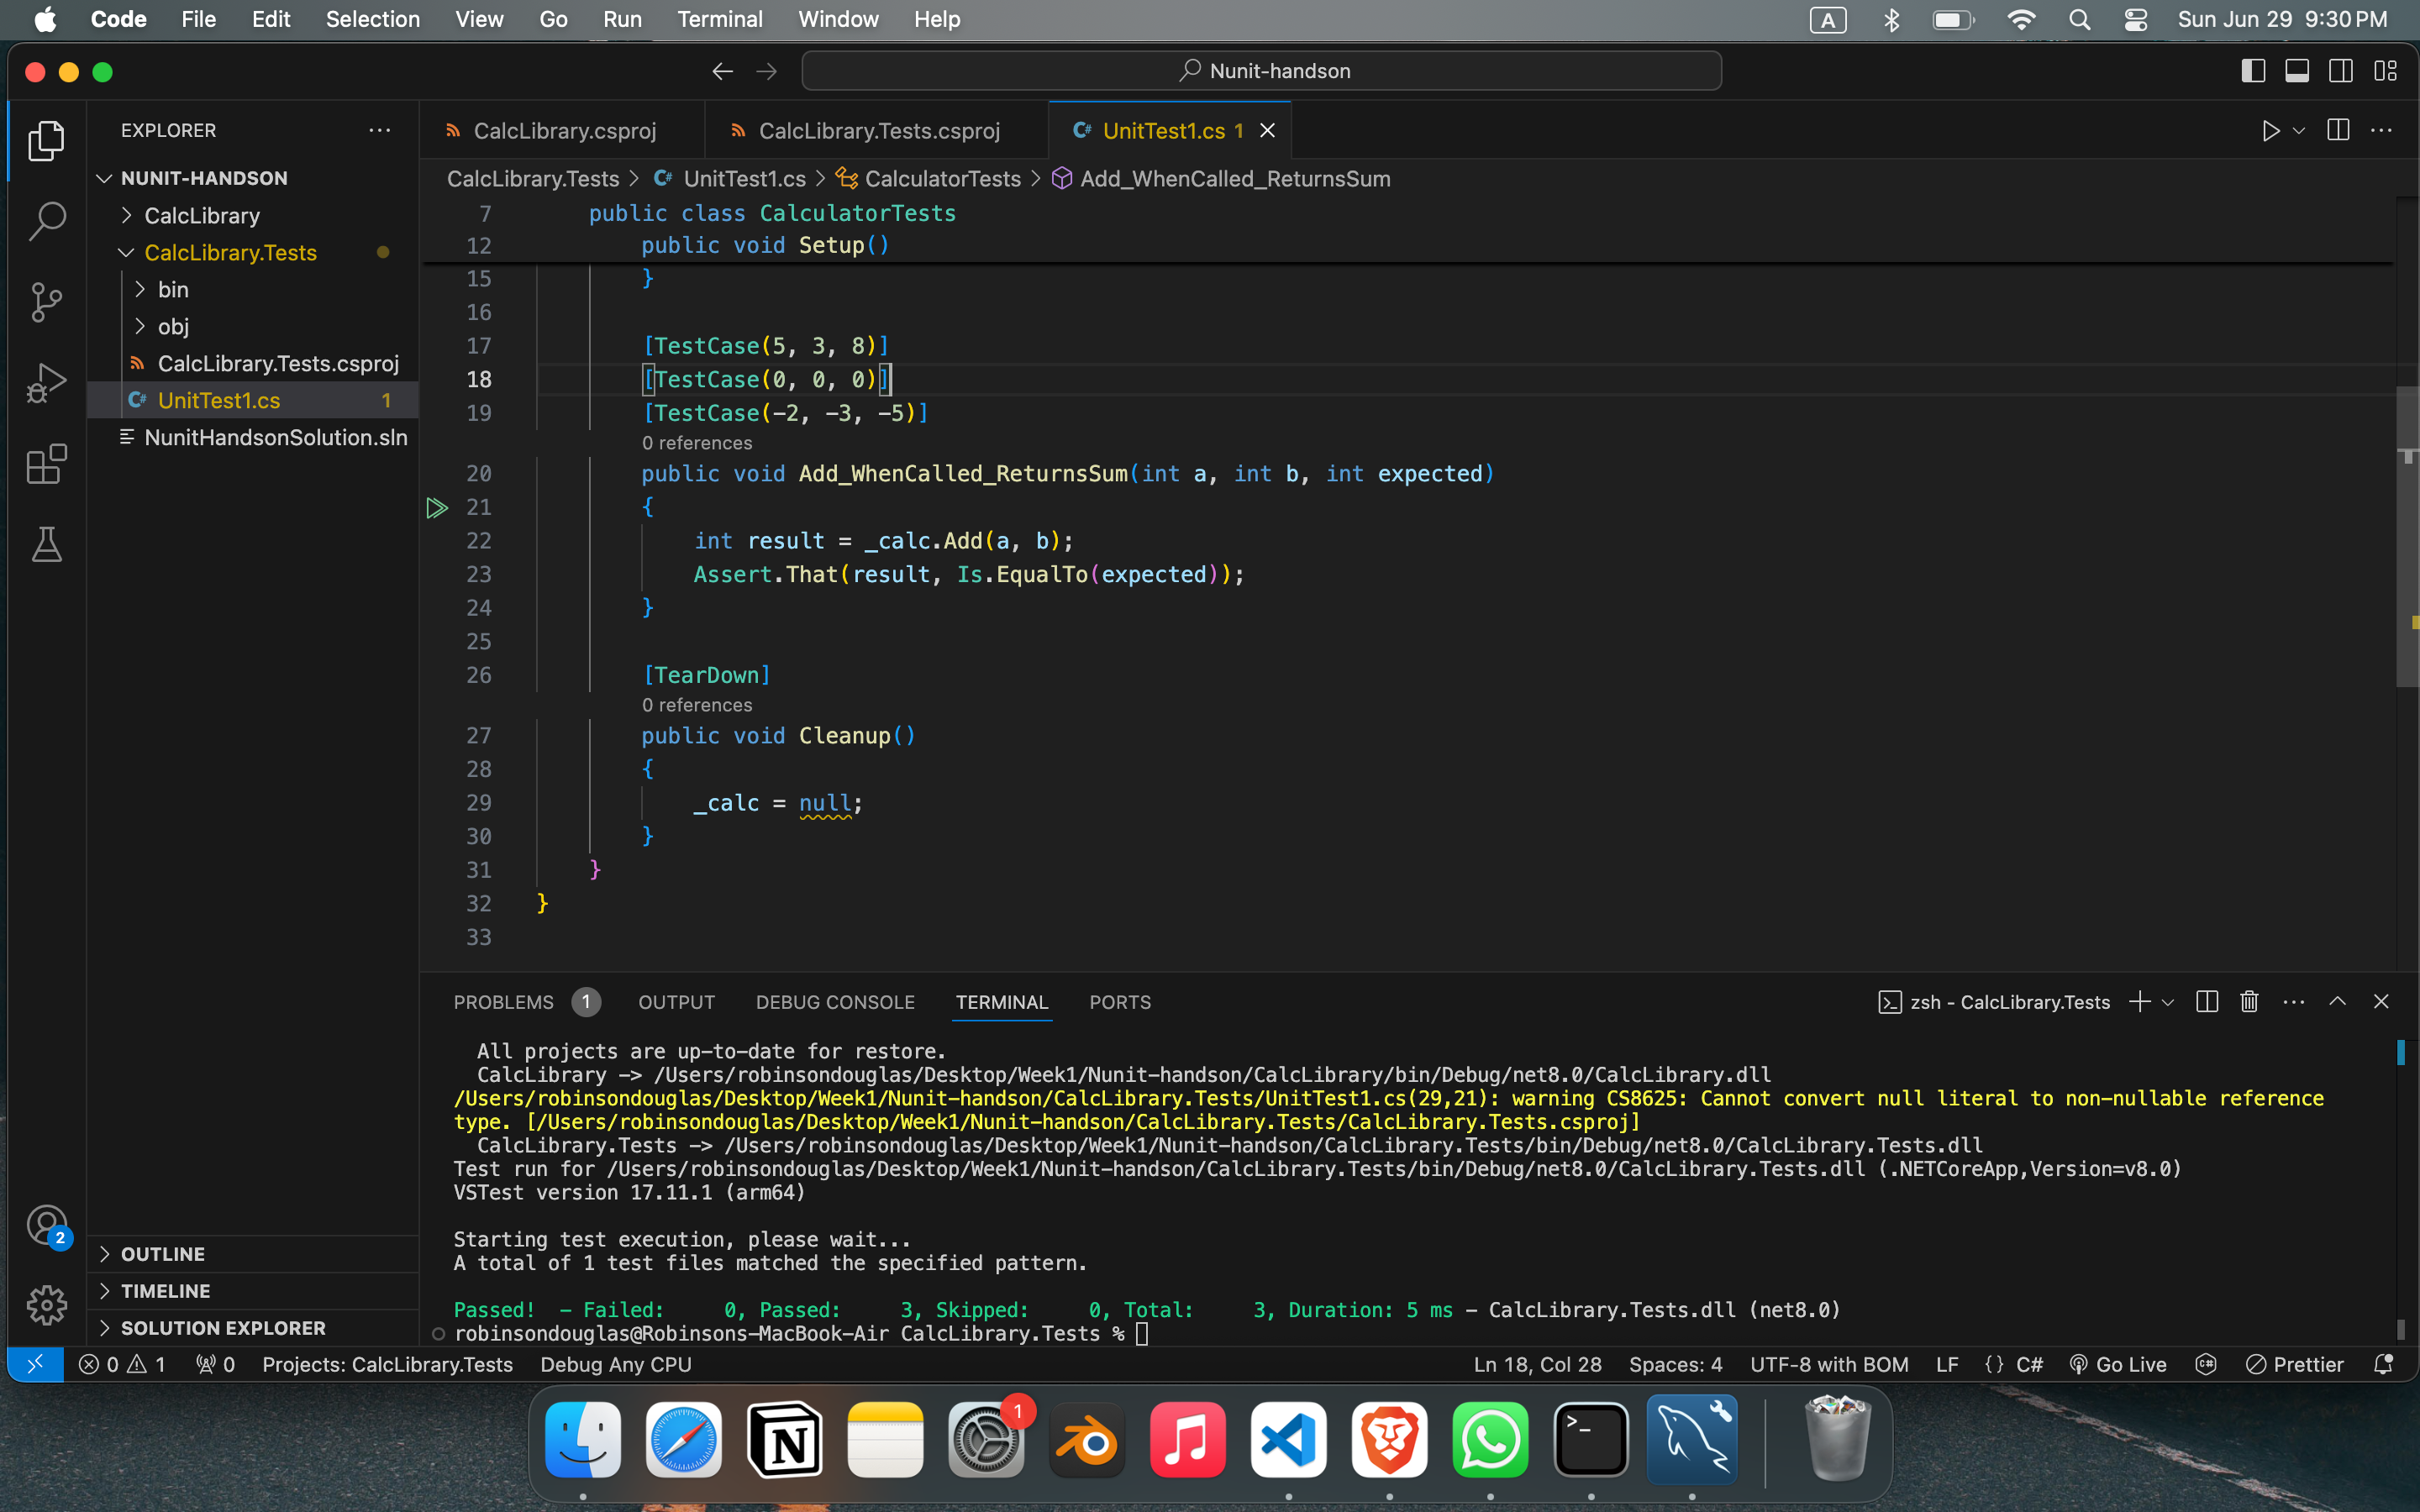 Code File Edit Selection View Go Run Terminal Window Help A Sun Jun 29 9:30 PM
Nunit-handson
EXPLORER
CalcLibrary.csproj CalcLibrary.Tests.csproj C# UnitTest1.cs 1
NUNIT-HANDSON
CalcLibrary
CalcLibrary.Tests
bin
obj
CalcLibrary.Tests.csproj
C# UnitTest1.cs 1
NunitHandsonSolution.sln
OUTLINE
TIMELINE
SOLUTION EXPLORER
2
CalcLibrary.Tests > C# UnitTest1.cs > CalculatorTests > Add_WhenCalled_ReturnsSum
7 public class CalculatorTests
12 public void Setup()
15 }
16
17 [TestCase(5, 3, 8)]
18 [TestCase(0, 0, 0)]
19 [TestCase(-2, -3, -5)]
0 references
20 public void Add_WhenCalled_ReturnsSum(int a, int b, int expected)
21 {
22 int result = _calc.Add(a, b);
23 Assert.That(result, Is.EqualTo(expected));
24 }
25
26 [TearDown]
0 references
27 public void Cleanup()
28 {
29 _calc = null;
30 }
31 }
32 }
33
PROBLEMS 1 OUTPUT DEBUG CONSOLE TERMINAL PORTS zsh - CalcLibrary.Tests
All projects are up-to-date for restore.
CalcLibrary -> /Users/robinsondouglas/Desktop/Week1/Nunit-handson/CalcLibrary/bin/Debug/net8.0/CalcLibrary.dll
/Users/robinsondouglas/Desktop/Week1/Nunit-handson/CalcLibrary.Tests/UnitTest1.cs(29,21): warning CS8625: Cannot convert null literal to non-nullable reference
type. [/Users/robinsondouglas/Desktop/Week1/Nunit-handson/CalcLibrary.Tests/CalcLibrary.Tests.csproj]
CalcLibrary.Tests -> /Users/robinsondouglas/Desktop/Week1/Nunit-handson/CalcLibrary.Tests/bin/Debug/net8.0/CalcLibrary.Tests.dll
Test run for /Users/robinsondouglas/Desktop/Week1/Nunit-handson/CalcLibrary.Tests/bin/Debug/net8.0/CalcLibrary.Tests.dll (.NETCoreApp,Version=v8.0)
VSTest version 17.11.1 (arm64)
Starting test execution, please wait...
A total of 1 test files matched the specified pattern.
Passed! - Failed: 0, Passed: 3, Skipped: 0, Total: 3, Duration: 5 ms - CalcLibrary.Tests.dll (net8.0)
robinsondouglas@Robinsons-MacBook-Air CalcLibrary.Tests %
0 1 0 Projects: CalcLibrary.Tests Debug Any CPU Ln 18, Col 28 Spaces: 4 UTF-8 with BOM LF {} C# Go Live Prettier
1